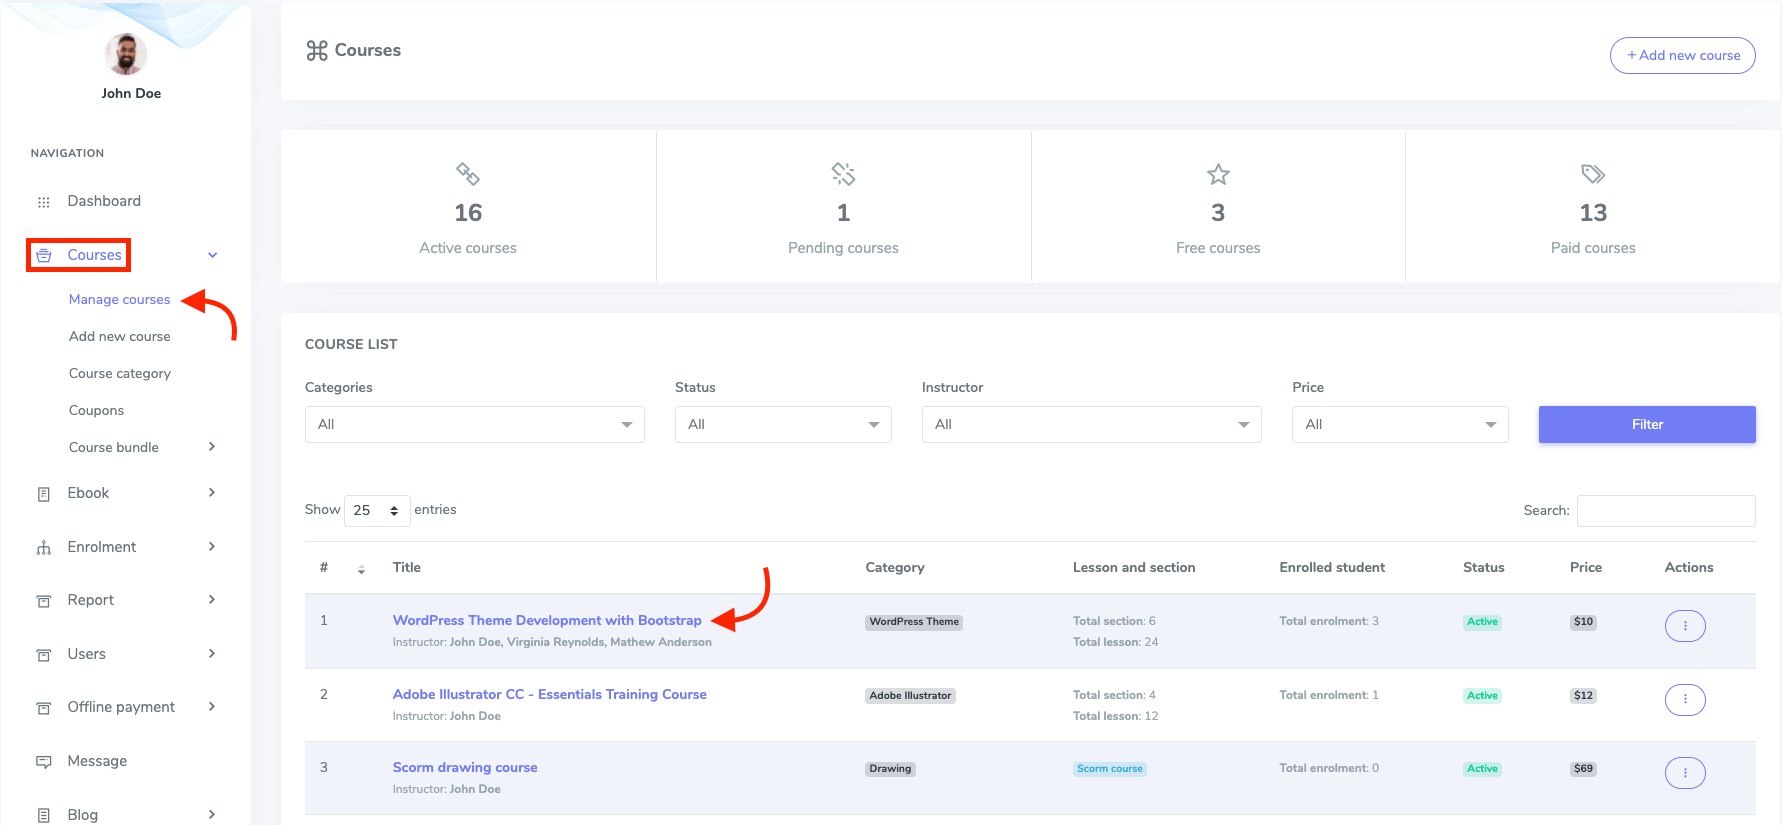 John Doe
NAVIGATION
Dashboard
Courses
Manage courses
Add new course
Course category
Coupons
Course bundle
Ebook
Enrolment
Report
Users
Offline payment
Message
Blog
Courses
+ Add new course
16
Active courses
1
Pending courses
3
Free courses
13
Paid courses
COURSE LIST
Categories Status Instructor Price
All All All All Filter
Show 25 entries Search:
# Title Category Lesson and section Enrolled student Status Price Actions
1 WordPress Theme Development with Bootstrap WordPress Theme Total section: 6 Total enrolment: 3 Active $10
Instructor: John Doe, Virginia Reynolds, Mathew Anderson Total lesson: 24
2 Adobe Illustrator CC - Essentials Training Course Adobe Illustrator Total section: 4 Total enrolment: 1 Active $12
Instructor: John Doe Total lesson: 12
3 Scorm drawing course Drawing Scorm course Total enrolment: 0 Active $69
Instructor: John Doe